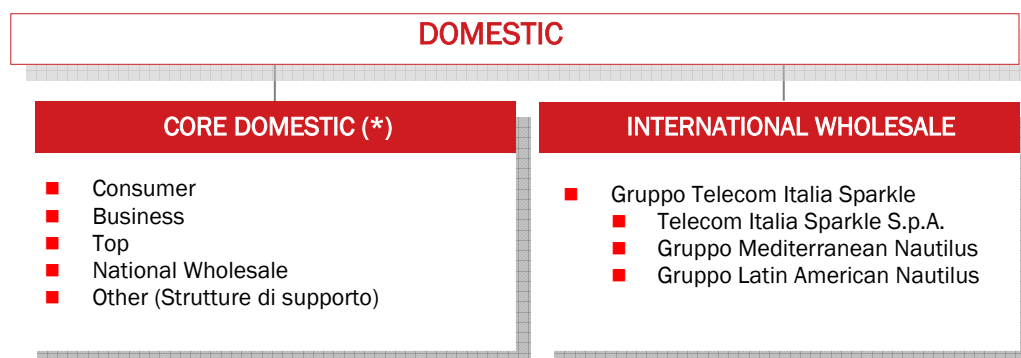 DOMESTIC
CORE DOMESTIC (*)
Consumer
Business
Top
National Wholesale
Other (Strutture di supporto)
INTERNATIONAL WHOLESALE
Gruppo Telecom Italia Sparkle
Telecom Italia Sparkle S.p.A.
Gruppo Mediterranean Nautilus
Gruppo Latin American Nautilus